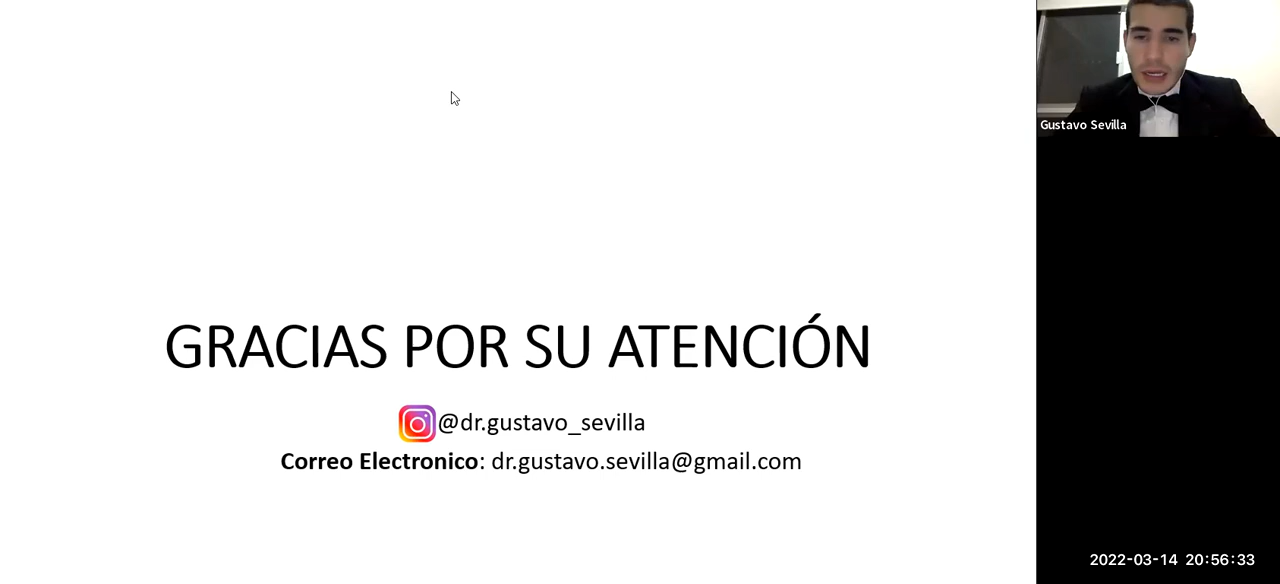 Gustavo Sevilla
GRACIAS POR SU ATENCIÓN
@dr.gustavo_sevilla
Correo Electronico: dr.gustavo.sevilla@gmail.com
2022-03-14 20:56:33